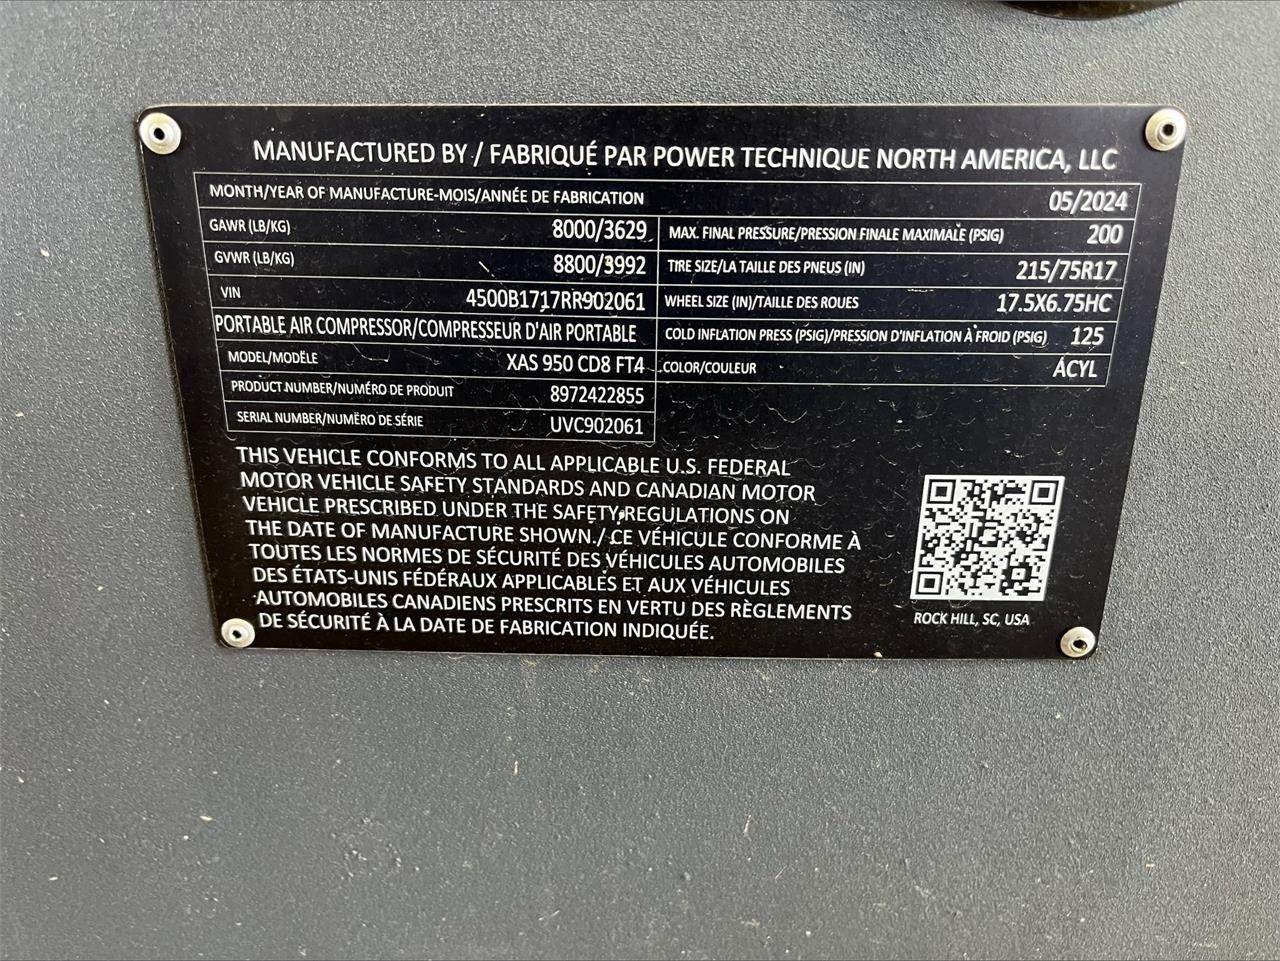 MANUFACTURED BY / FABRIQUÉ PAR POWER TECHNIQUE NORTH AMERICA, LLC
MONTH/YEAR OF MANUFACTURE-MOIS/ANNÉE DE FABRICATION 05/2024
GAWR (LB/KG) 8000/3629 MAX. FINAL PRESSURE/PRESSION FINALE MAXIMALE (PSIG) 200
GVWR (LB/KG) 8800/3992 TIRE SIZE/LA TAILLE DES PNEUS (IN) 215/75R17
VIN 4500B1717RR902061 WHEEL SIZE (IN)/TAILLE DES ROUES 17.5X6.75HC
PORTABLE AIR COMPRESSOR/COMPRESSEUR D'AIR PORTABLE COLD INFLATION PRESS (PSIG)/PRESSION D'INFLATION À FROID (PSIG) 125
MODEL/MODÈLE XAS 950 CD8 FT4 COLOR/COULEUR ACYL
PRODUCT NUMBER/NUMÉRO DE PRODUIT 8972422855
SERIAL NUMBER/NUMÉRO DE SÉRIE UVC902061
THIS VEHICLE CONFORMS TO ALL APPLICABLE U.S. FEDERAL
MOTOR VEHICLE SAFETY STANDARDS AND CANADIAN MOTOR
VEHICLE PRESCRIBED UNDER THE SAFETY REGULATIONS ON
THE DATE OF MANUFACTURE SHOWN./ CE VÉHICULE CONFORME À
TOUTES LES NORMES DE SÉCURITÉ DES VÉHICULES AUTOMOBILES
DES ÉTATS-UNIS FÉDÉRAUX APPLICABLES ET AUX VÉHICULES
AUTOMOBILES CANADIENS PRESCRITS EN VERTU DES RÈGLEMENTS
DE SÉCURITÉ À LA DATE DE FABRICATION INDIQUÉE.
ROCK HILL, SC, USA